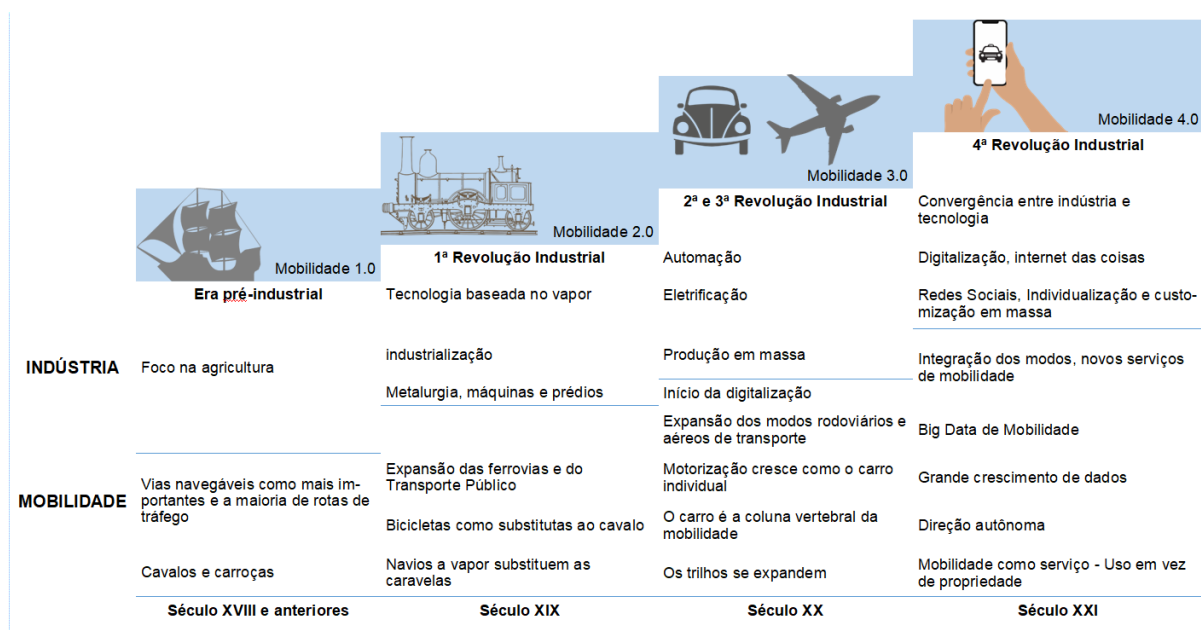 Mobilidade 4.0
4ª Revolução Industrial
Convergência entre indústria e
tecnologia
Digitalização, internet das coisas
Redes Sociais, Individualização e custo-
mização em massa
Integração dos modos, novos serviços
de mobilidade
Big Data de Mobilidade
Grande crescimento de dados
Direção autônoma
Mobilidade como serviço - Uso em vez
de propriedade
Século XXI
Mobilidade 3.0
2ª e 3ª Revolução Industrial
Automação
Eletrificação
Produção em massa
Início da digitalização
Expansão dos modos rodoviários e
aéreos de transporte
Motorização cresce como o carro
individual
O carro é a coluna vertebral da
mobilidade
Os trilhos se expandem
Século XX
Mobilidade 2.0
1ª Revolução Industrial
Tecnologia baseada no vapor
industrialização
Metalurgia, máquinas e prédios
Expansão das ferrovias e do
Transporte Público
Bicicletas como substitutas ao cavalo
Navios a vapor substituem as
caravelas
Século XIX
Mobilidade 1.0
Era pré-industrial
INDÚSTRIA
Foco na agricultura
MOBILIDADE
Vias navegáveis como mais im-
portantes e a maioria de rotas de
tráfego
Cavalos e carroças
Século XVIII e anteriores